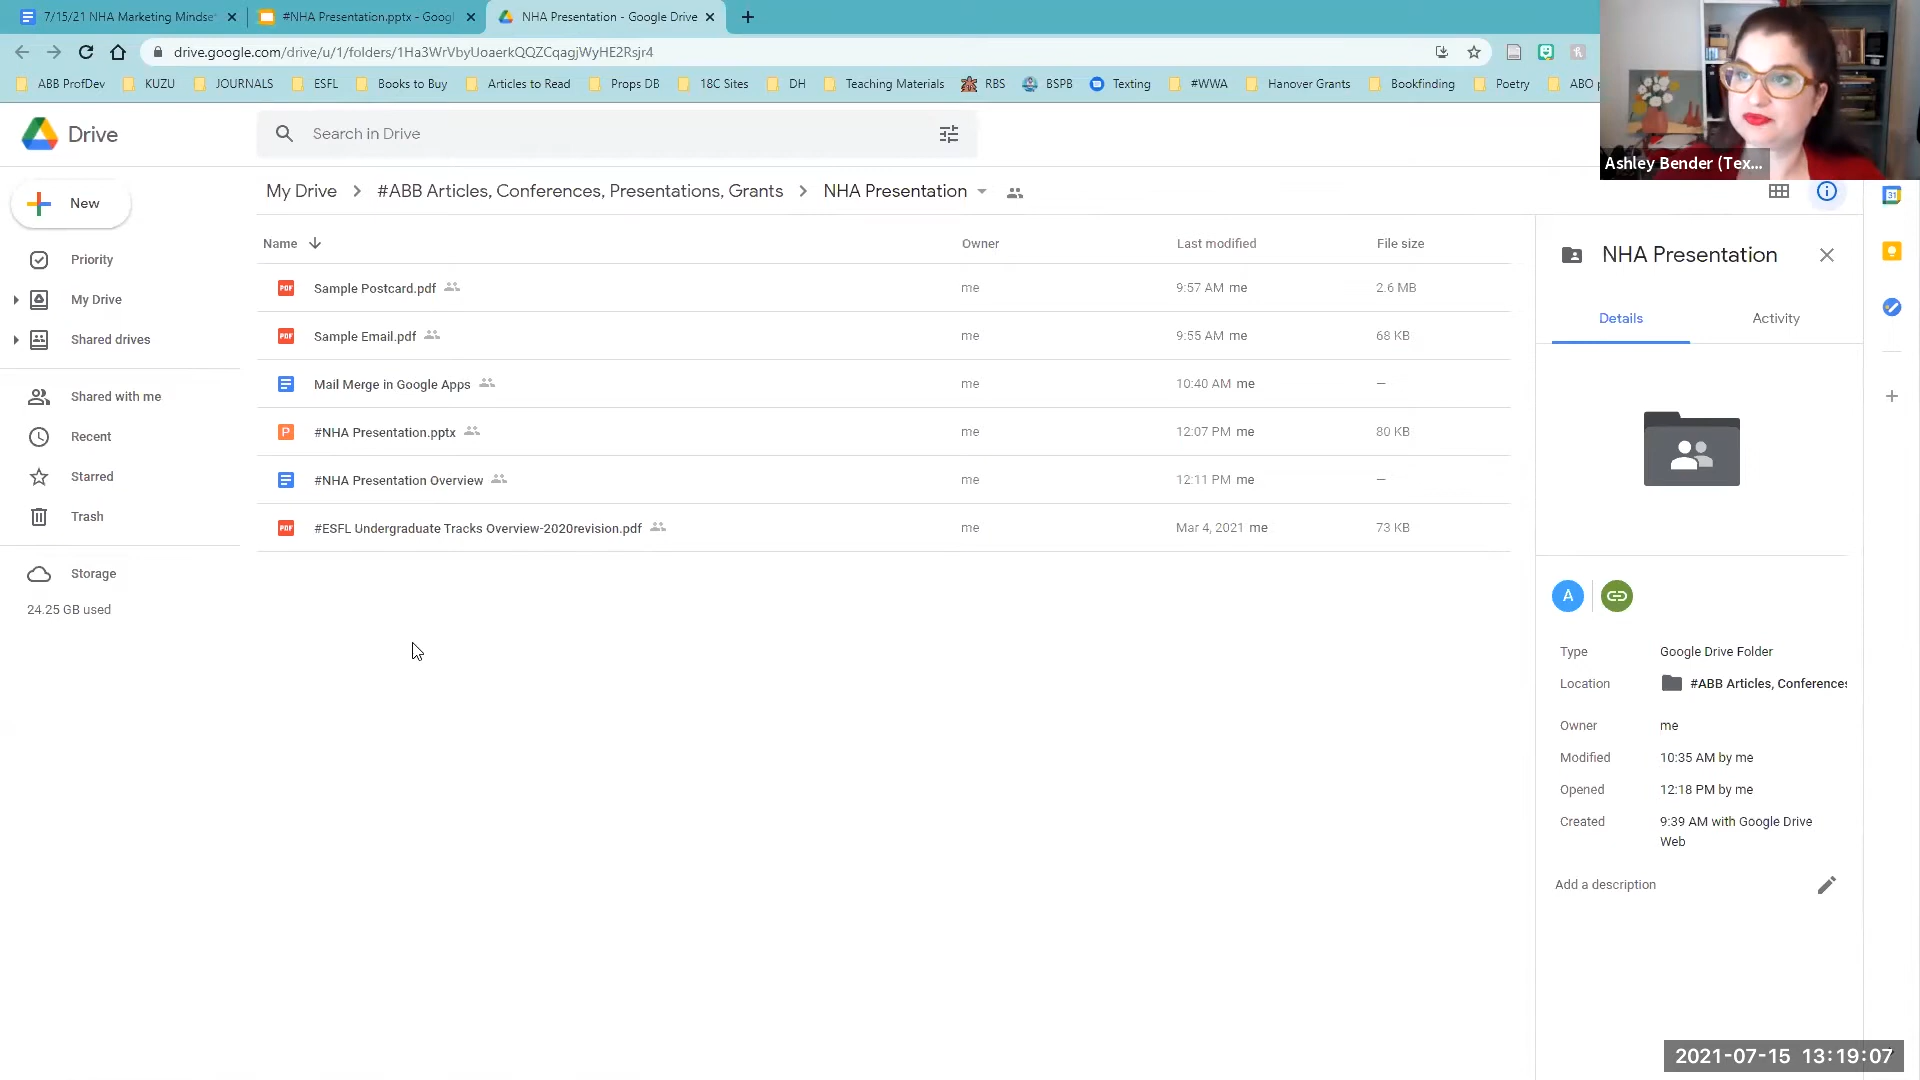 7/15/21 NHA Marketing Mindse
#NHA Presentation.pptx - Googl
NHA Presentation - Google Drive
drive.google.com/drive/u/1/folders/1Ha3WrVbyUoaerkQQZCqagjWyHE2Rsjr4
ABB ProfDev KUZU JOURNALS ESFL Books to Buy Articles to Read Props DB 18C Sites DH Teaching Materials RBS BSPB Texting #WWA Hanover Grants Bookfinding Poetry ABO
Ashley Bender (Tex...
Drive
Search in Drive
My Drive > #ABB Articles, Conferences, Presentations, Grants > NHA Presentation
New
Priority
My Drive
Shared drives
Shared with me
Recent
Starred
Trash
Storage
24.25 GB used
Name Owner Last modified File size
PDF Sample Postcard.pdf me 9:57 AM me 2.6 MB
PDF Sample Email.pdf me 9:55 AM me 68 KB
Mail Merge in Google Apps me 10:40 AM me —
P #NHA Presentation.pptx me 12:07 PM me 80 KB
#NHA Presentation Overview me 12:11 PM me —
PDF #ESFL Undergraduate Tracks Overview-2020revision.pdf me Mar 4, 2021 me 73 KB
NHA Presentation
Details Activity
A
Type Google Drive Folder
Location #ABB Articles, Conferences
Owner me
Modified 10:35 AM by me
Opened 12:18 PM by me
Created 9:39 AM with Google Drive
Web
Add a description
31
2021-07-15 13:19:07